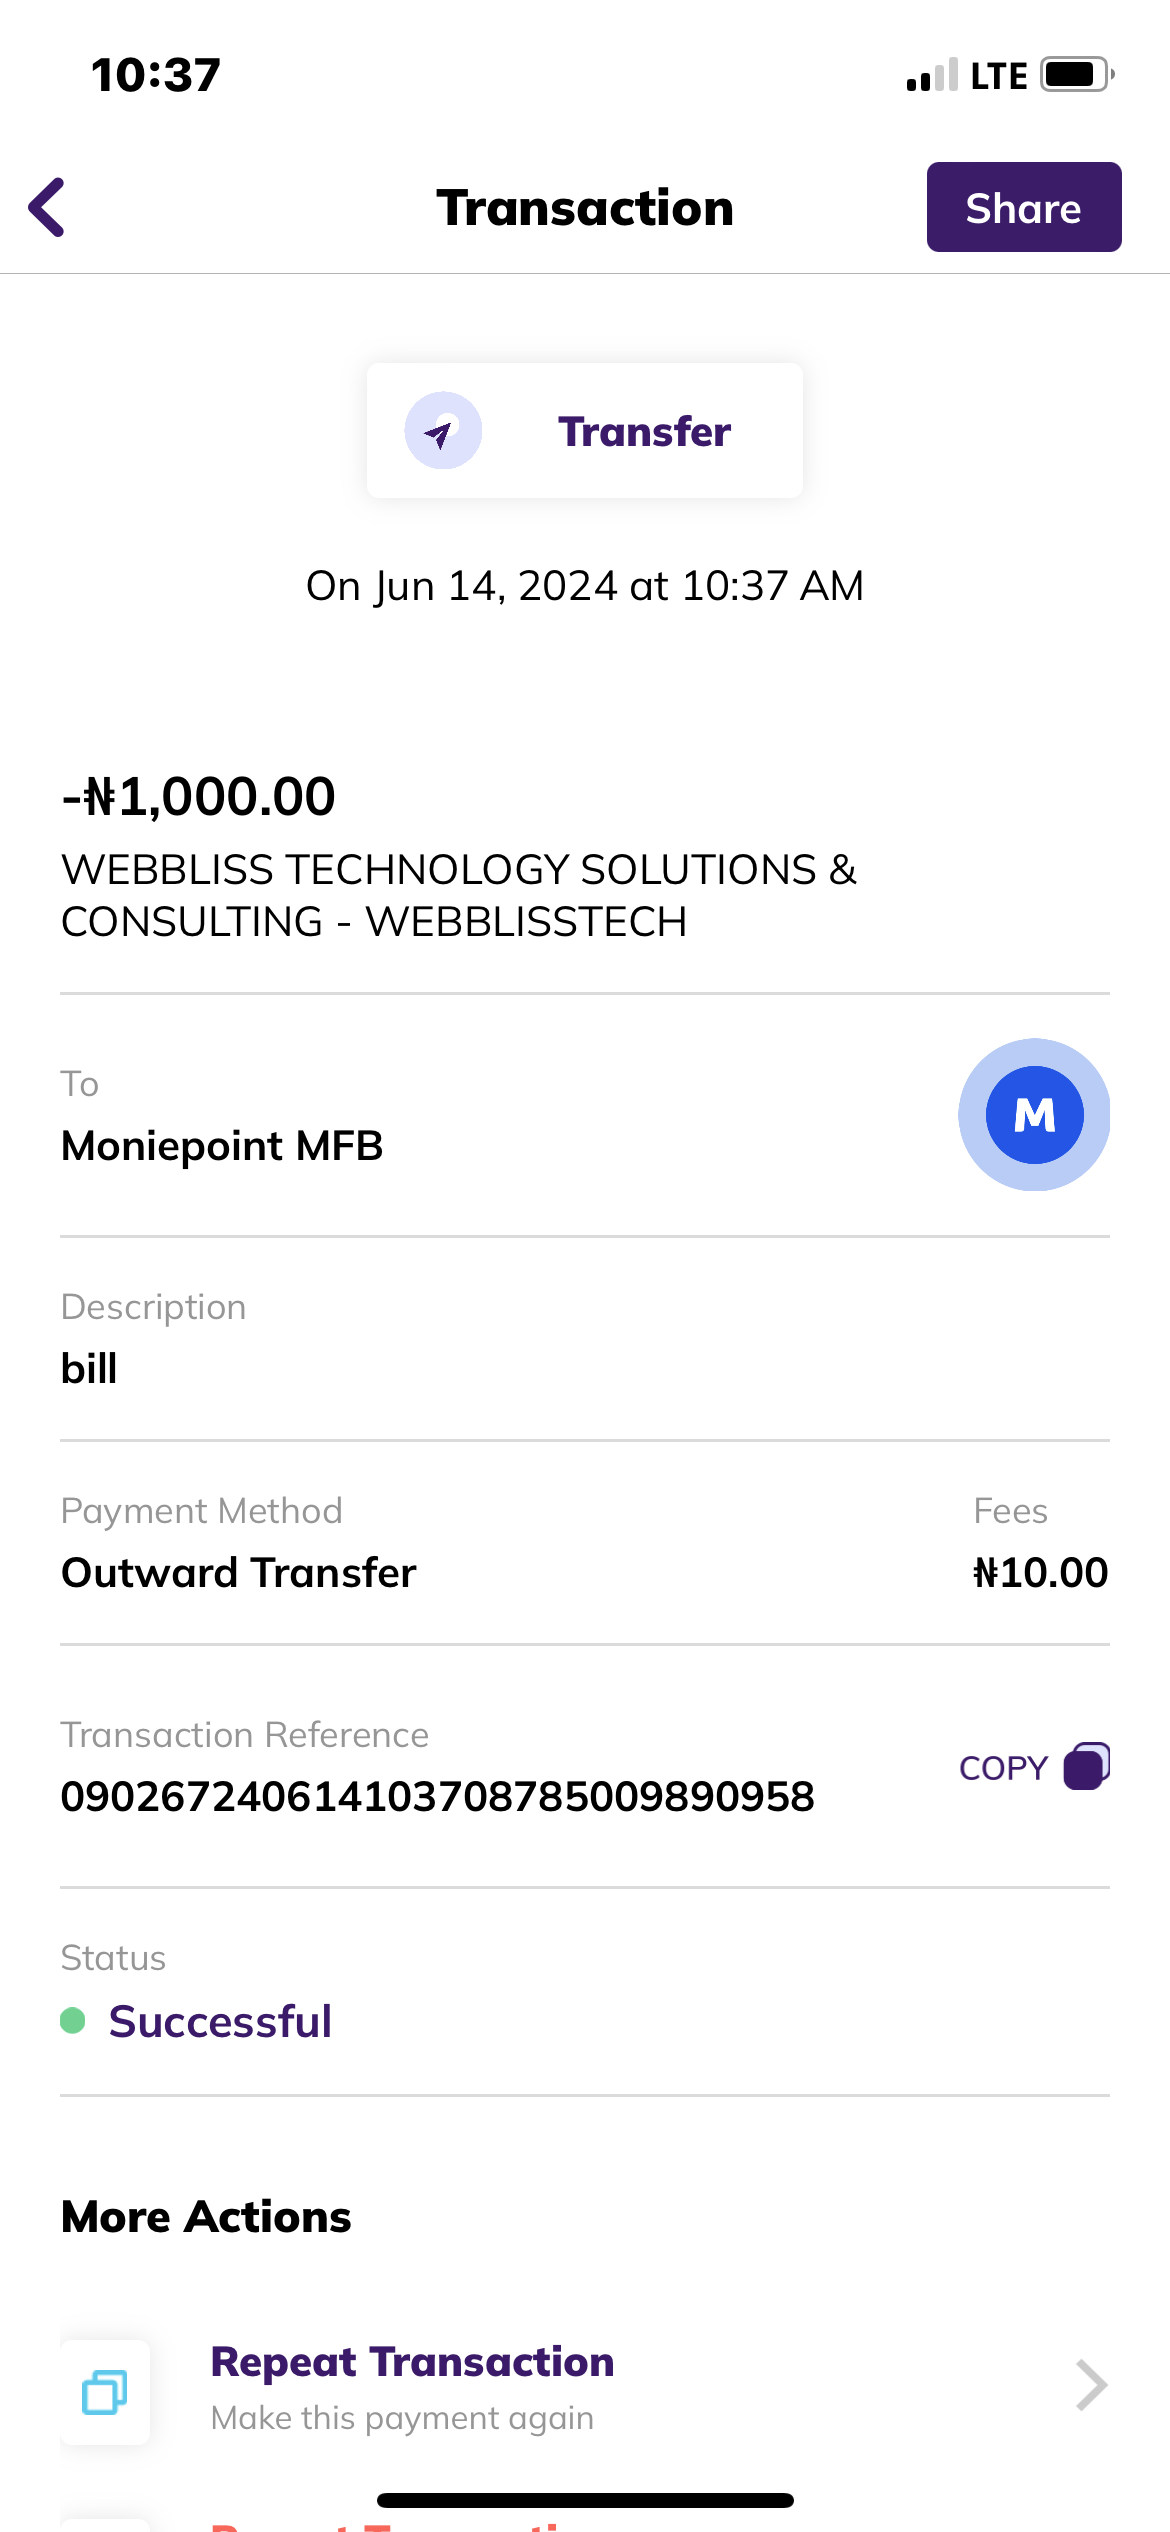 10:37
LTE
Transaction
Share
Transfer
On Jun 14, 2024 at 10:37 AM
-₦1,000.00
WEBBLISS TECHNOLOGY SOLUTIONS &
CONSULTING - WEBBLISSTECH
To
Moniepoint MFB
M
Description
bill
Payment Method
Fees
Outward Transfer
₦10.00
Transaction Reference
090267240614103708785009890958
COPY
Status
Successful
More Actions
Repeat Transaction
Make this payment again